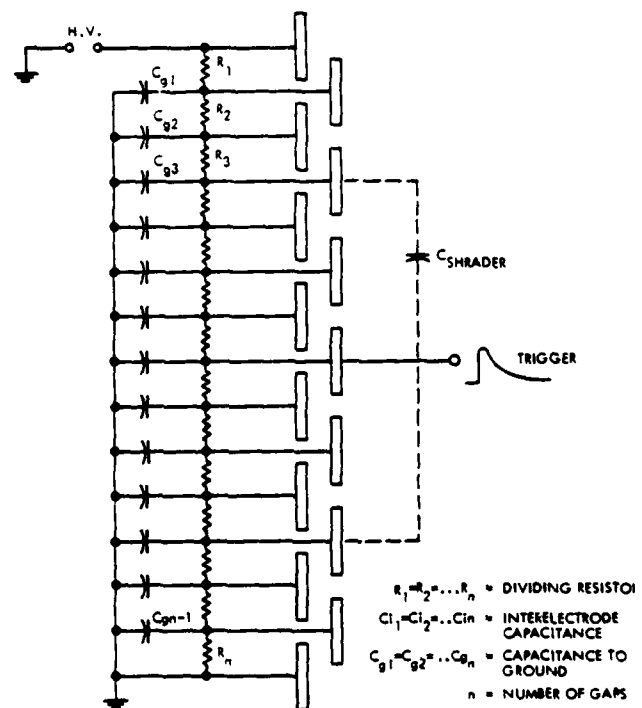 H.V.
R1
Cg1
R2
Cg2
R3
Cg3
CSHRADER
TRIGGER
Cgn-1
Rn
R1=R2=...Rn = DIVIDING RESISTOR
Ci1=Ci2=..Cin = INTERELECTRODE
CAPACITANCE
Cg1=Cg2=..Cgn = CAPACITANCE TO
GROUND
n = NUMBER OF GAPS